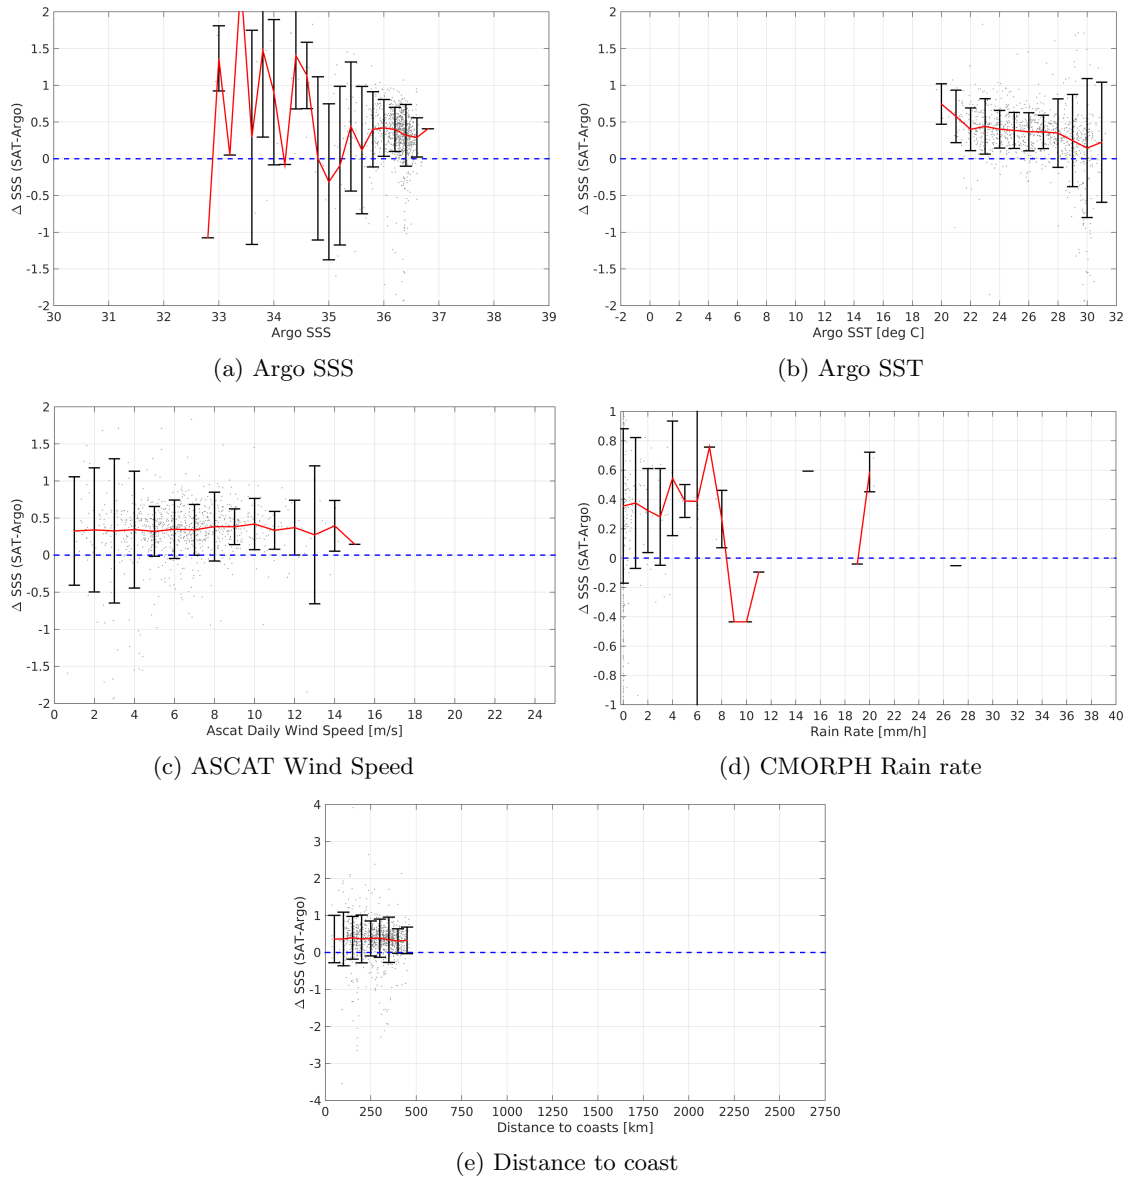 2
1.5
1
0.5
0
-0.5
-1
-1.5
-2
Δ SSS (SAT-Argo)
30 31 32 33 34 35 36 37 38 39
Argo SSS
(a) Argo SSS
2
1.5
1
0.5
0
-0.5
-1
-1.5
-2
Δ SSS (SAT-Argo)
-2 0 2 4 6 8 10 12 14 16 18 20 22 24 26 28 30 32
Argo SST [deg C]
(b) Argo SST
2
1.5
1
0.5
0
-0.5
-1
-1.5
-2
Δ SSS (SAT-Argo)
0 2 4 6 8 10 12 14 16 18 20 22 24
Ascat Daily Wind Speed [m/s]
(c) ASCAT Wind Speed
1
0.8
0.6
0.4
0.2
0
-0.2
-0.4
-0.6
-0.8
-1
Δ SSS (SAT-Argo)
0 2 4 6 8 10 12 14 16 18 20 22 24 26 28 30 32 34 36 38 40
Rain Rate [mm/h]
(d) CMORPH Rain rate
4
3
2
1
0
-1
-2
-3
-4
Δ SSS (SAT-Argo)
0 250 500 750 1000 1250 1500 1750 2000 2250 2500 2750
Distance to coasts [km]
(e) Distance to coast